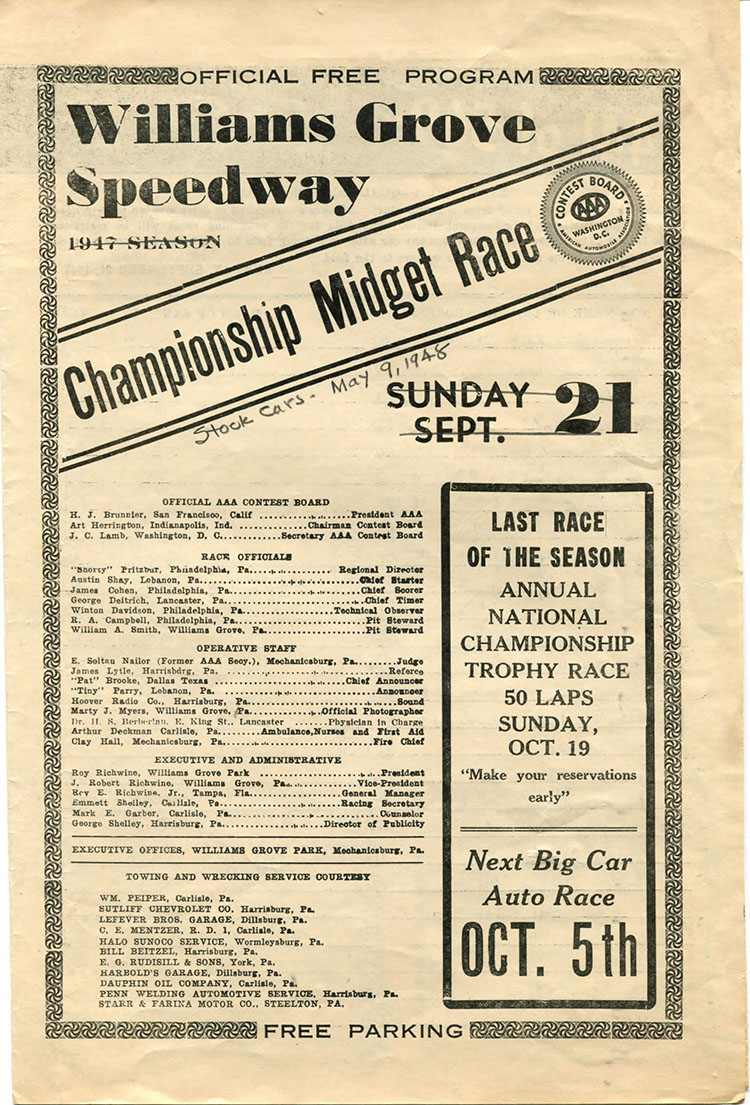 OFFICIAL FREE PROGRAM
Williams Grove
Speedway
1947 SEASON
CONTEST BOARD
AAA
WASHINGTON
D.C.
AMERICAN AUTOMOBILE ASSOCIATION
Championship Midget Race
Stock Cars - May 9, 1948
SUNDAY
SEPT.
21
OFFICIAL AAA CONTEST BOARD
H. J. Brunnier, San Francisco, Calif ..................President AAA
Art Herrington, Indianapolis, Ind. .............Chairman Contest Board
J. C. Lamb, Washington, D. C...........Secretary AAA Contest Board
RACE OFFICIALS
"Shorty" Pritzbur, Philadelphia, Pa............... Regional Director
Austin Shay, Lebanon, Pa...........................Chief Starter
James Cohen, Philadelphia, Pa......................Chief Scorer
George Deitrich, Lancaster, Pa......................Chief Timer
Winton Davidson, Philadelphia, Pa...............Technical Observer
R. A. Campbell, Philadelphia, Pa.....................Pit Steward
William A. Smith, Williams Grove, Pa..................Pit Steward
OPERATIVE STAFF
E. Soltau Nailor (Former AAA Secy.), Mechanicsburg, Pa........Judge
James Lytle, Harrisbdrg, Pa. ............................Referee
"Pat" Brooke, Dallas Texas .......................Chief Announcer
"Tiny" Parry, Lebanon, Pa. ...........................Announcer
Hoover Radio Co., Harrisburg, Pa.........................Sound
Marty J. Myers, Williams Grove, Pa............Official Photographer
Dr. H. S. E. King St., Lancaster .........Physician in Charge
Arthur Deckman Carlisle, Pa.......Ambulance,Nurses and First Aid
Clay Hall, Mechanicsburg, Pa..........................Fire Chief
EXECUTIVE AND ADMINISTRATIVE
Roy Richwine, Williams Grove Park .....................President
J. Robert Richwine, Williams Grove, Pa...............Vice-President
Roy E. Richwine, Jr., Tampa, Fla................General Manager
Emmett Shelley, Carlisle, Pa......................Racing Secretary
Mark E. Garber, Carlisle, Pa...........................Counselor
George Shelley, Harrisburg, Pa.................Director of Publicity
EXECUTIVE OFFICES, WILLIAMS GROVE PARK, Mechanicsburg, Pa.
TOWING AND WRECKING SERVICE COURTESY
WM. PEIPER, Carlisle, Pa.
SUTLIFF CHEVROLET CO. Harrisburg, Pa.
LEFEVER BROS. GARAGE, Dillsburg, Pa.
C. E. MENTZER, R. D. 1, Carlisle, Pa.
HALO SUNOCO SERVICE, Wormleysburg, Pa.
BILL BEITZEL, Harrisburg, Pa.
E. G. RUDISILL & SONS, York, Pa.
HARBOLD'S GARAGE, Dillsburg, Pa.
DAUPHIN OIL COMPANY, Carlisle, Pa.
PENN WELDING AUTOMOTIVE SERVICE, Harrisburg, Pa.
STARR & FARINA MOTOR CO., STEELTON, PA.
LAST RACE
OF THE SEASON
ANNUAL
NATIONAL
CHAMPIONSHIP
TROPHY RACE
50 LAPS
SUNDAY,
OCT. 19
"Make your reservations
early"
Next Big Car
Auto Race
OCT. 5th
FREE PARKING